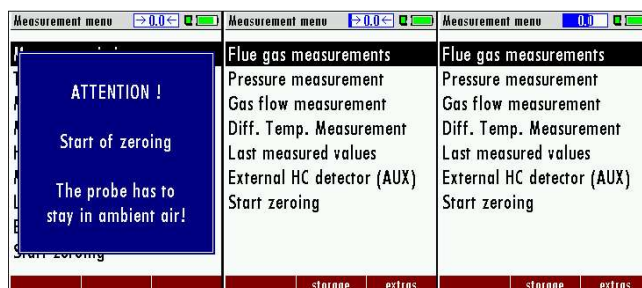 Measurement menu →0.0←
ATTENTION !
Start of zeroing
The probe has to
stay in ambient air!
Start zeroing
Measurement menu →0.0←
Flue gas measurements
Pressure measurement
Gas flow measurement
Diff. Temp. Measurement
Last measured values
External HC detector (AUX)
Start zeroing
storage extras
Measurement menu 0.0
Flue gas measurements
Pressure measurement
Gas flow measurement
Diff. Temp. Measurement
Last measured values
External HC detector (AUX)
Start zeroing
storage extras